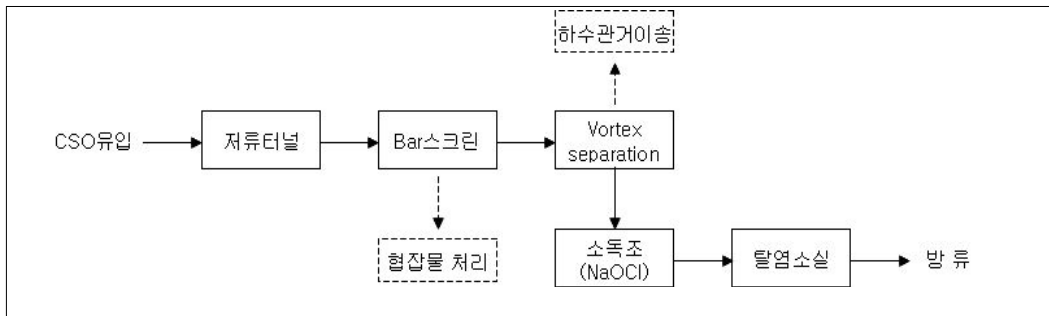 하수관거이송
CSO유입
저류터널
Bar스크린
Vortex
separation
협잡물 처리
소독조
(NaOCl)
탈염소실
방 류